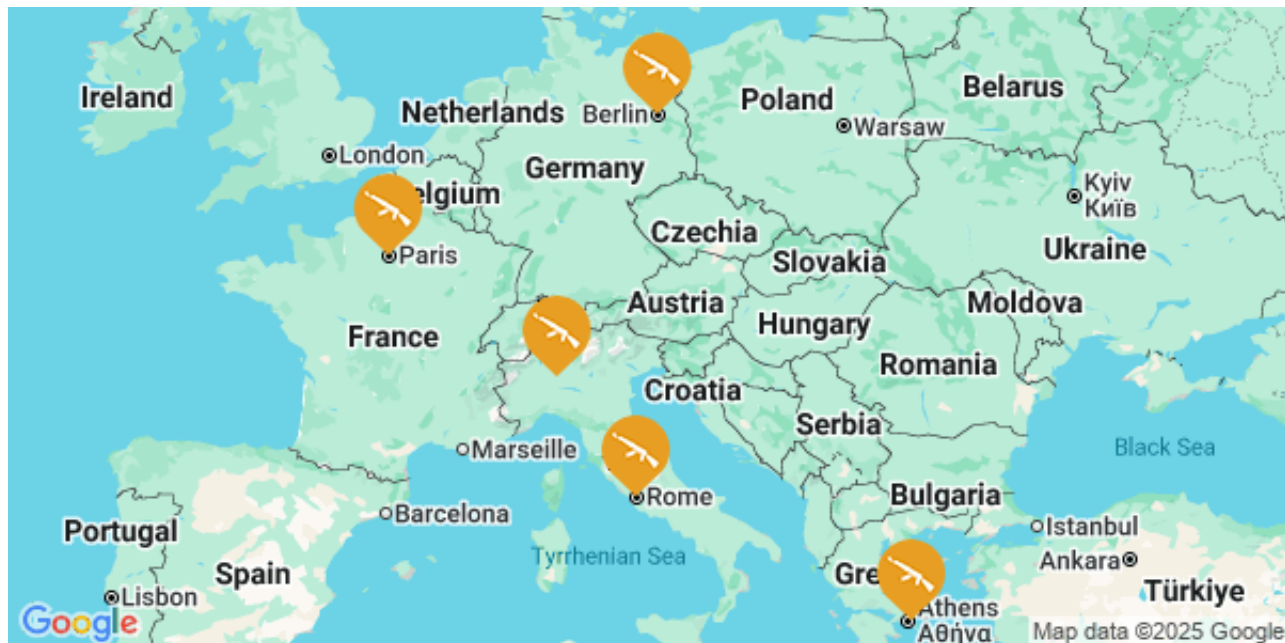 Ireland
Netherlands
Berlin
Poland
Belarus
Warsaw
London
Germany
Kyiv
Київ
Paris
Czechia
Slovakia
Ukraine
Austria
Moldova
Hungary
France
Romania
Croatia
Serbia
Marseille
Black Sea
Rome
Bulgaria
Barcelona
Istanbul
Portugal
Tyrrhenian Sea
Ankara
Spain
Türkiye
Lisbon
Athens
Αθήνα
Google
Map data ©2025 Google